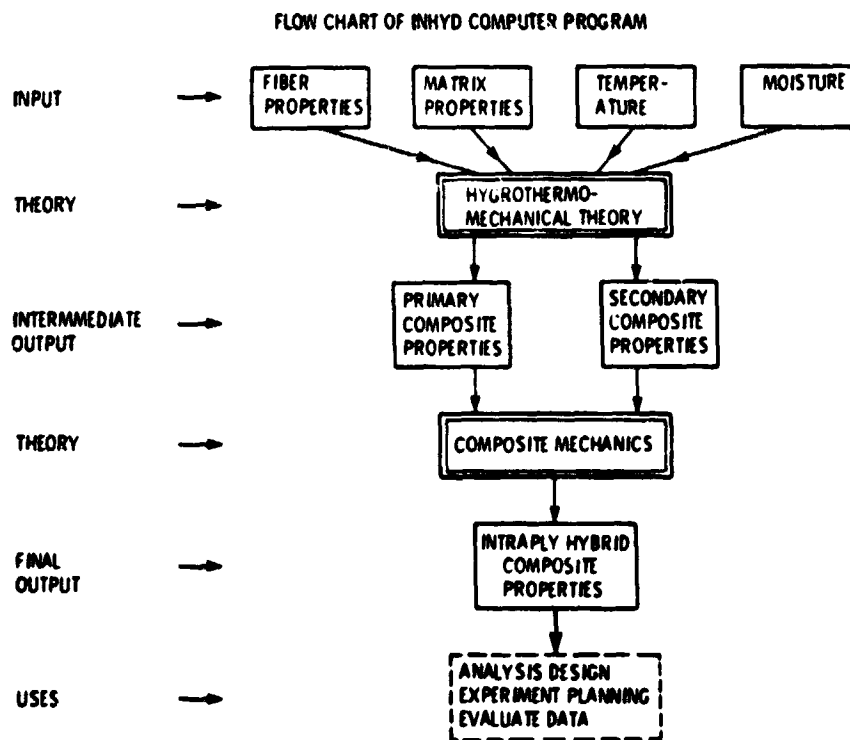 FLOW CHART OF INHYD COMPUTER PROGRAM
INPUT
FIBER
PROPERTIES
MATRIX
PROPERTIES
TEMPER-
ATURE
MOISTURE
THEORY
HYGROTHERMO-
MECHANICAL THEORY
INTERMMEDIATE
OUTPUT
PRIMARY
COMPOSITE
PROPERTIES
SECONDARY
COMPOSITE
PROPERTIES
THEORY
COMPOSITE MECHANICS
FINAL
OUTPUT
INTRAPLY HYBRID
COMPOSITE
PROPERTIES
USES
ANALYSIS DESIGN
EXPERIMENT PLANNING
EVALUATE DATA